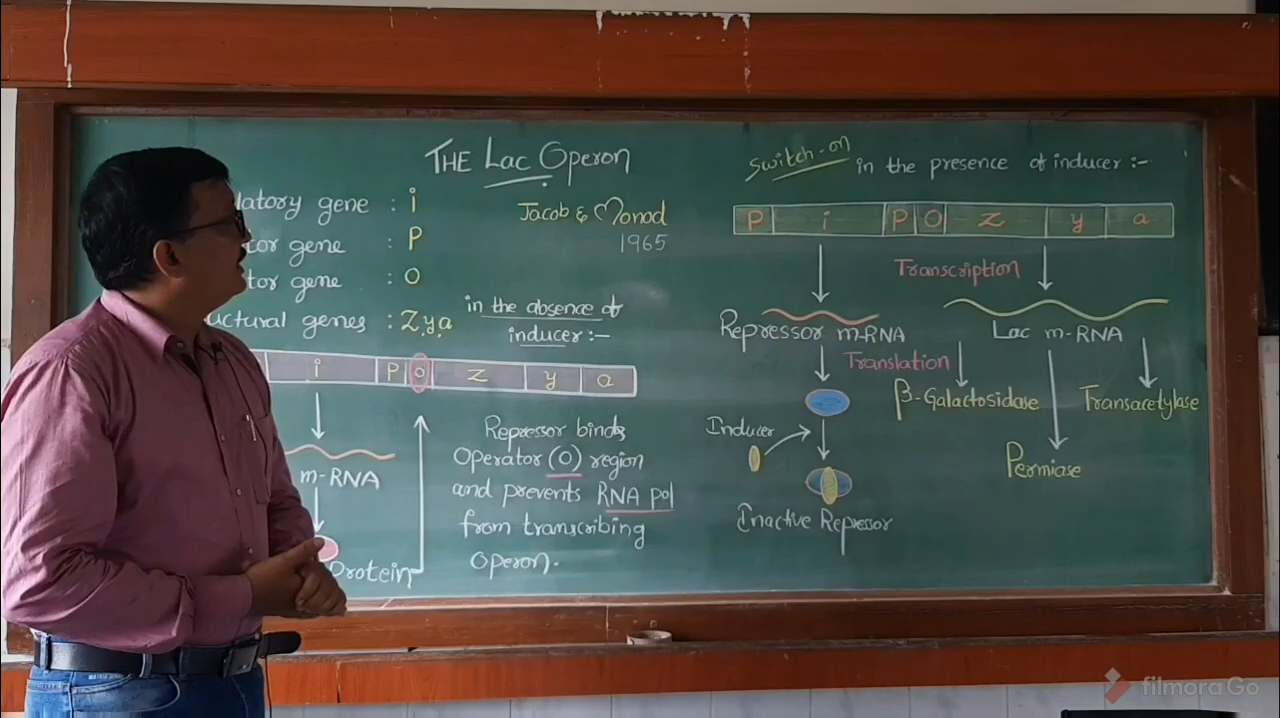 THE Lac Operon
latory gene : i
tor gene : P
tor gene : O
uctural genes : Z,y,a
Jacob & Monod
1965
in the absence of
inducer :-
i P O Z y a
m-RNA
Protein
Repressor binds
Operator (O) region
and prevents RNA pol
from transcribing
Operon.
Switch-on in the presence of inducer :-
P i P O Z y a
Transcription
Repressor m-RNA
Lac m-RNA
Translation
β-Galactosidase
Transacetylase
Permiase
Inducer
Inactive Repressor
filmora Go